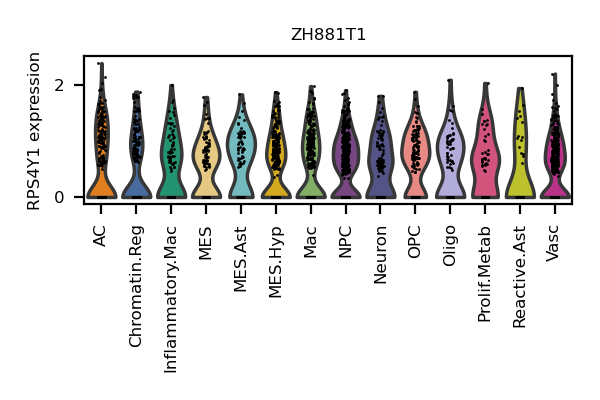 ZH881T1
RPS4Y1 expression
2
0
AC
Chromatin.Reg
Inflammatory.Mac
MES
MES.Ast
MES.Hyp
Mac
NPC
Neuron
OPC
Oligo
Prolif.Metab
Reactive.Ast
Vasc